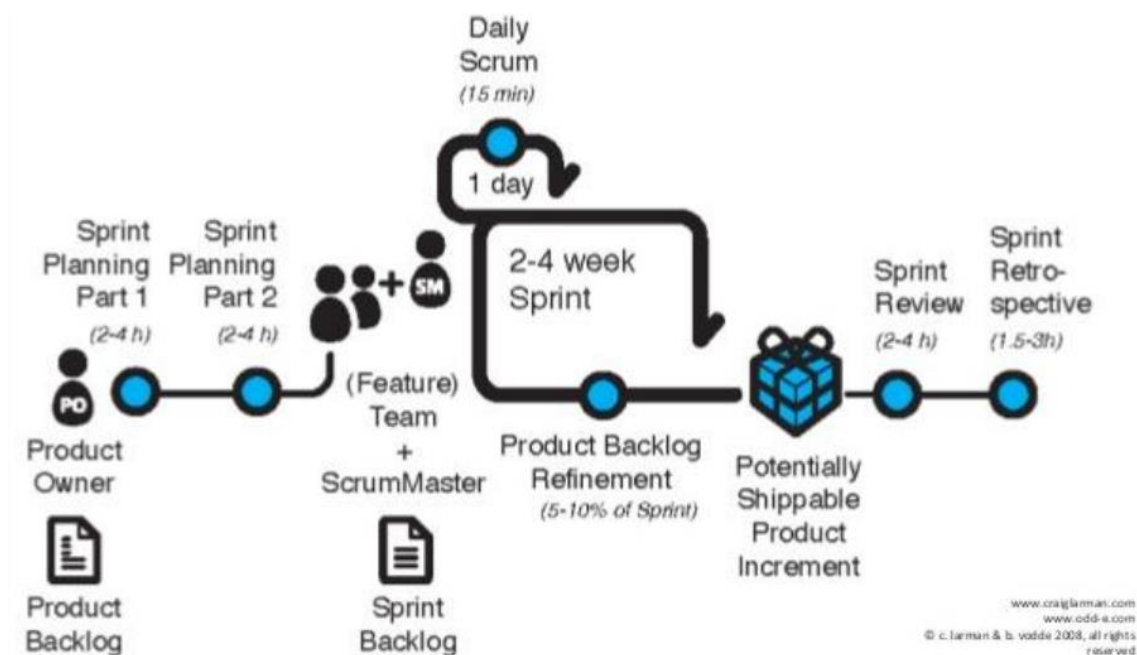 Daily
Scrum
(15 min)
1 day
Sprint
Planning
Part 1
(2-4 h)
Sprint
Planning
Part 2
(2-4 h)
+
SM
2-4 week
Sprint
Sprint
Review
(2-4 h)
Sprint
Retro-
spective
(1.5-3h)
PO
Product
Owner
(Feature)
Team
+
ScrumMaster
Product Backlog
Refinement
(5-10% of Sprint)
Potentially
Shippable
Product
Increment
Product
Backlog
Sprint
Backlog
www.craiglarman.com
www.odd-e.com
© c.larman & b. vodde 2008, all rights
reserved